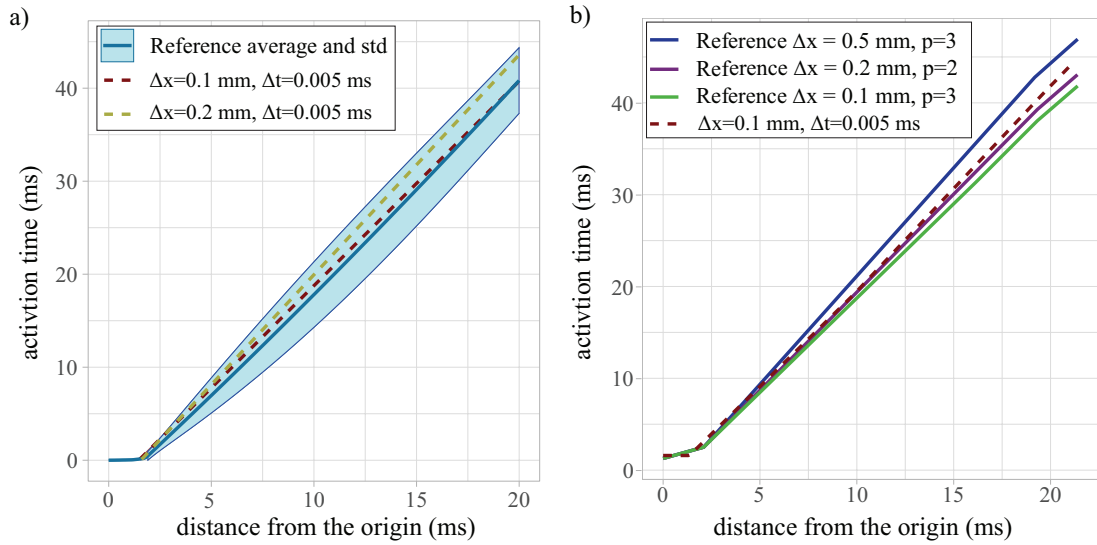 a)
Reference average and std
Δx=0.1 mm, Δt=0.005 ms
Δx=0.2 mm, Δt=0.005 ms
40
30
20
10
0
activtion time (ms)
0 5 10 15 20
distance from the origin (ms)
b)
Reference Δx = 0.5 mm, p=3
Reference Δx = 0.2 mm, p=2
Reference Δx = 0.1 mm, p=3
Δx=0.1 mm, Δt=0.005 ms
40
30
20
10
0
activtion time (ms)
0 5 10 15 20
distance from the origin (ms)